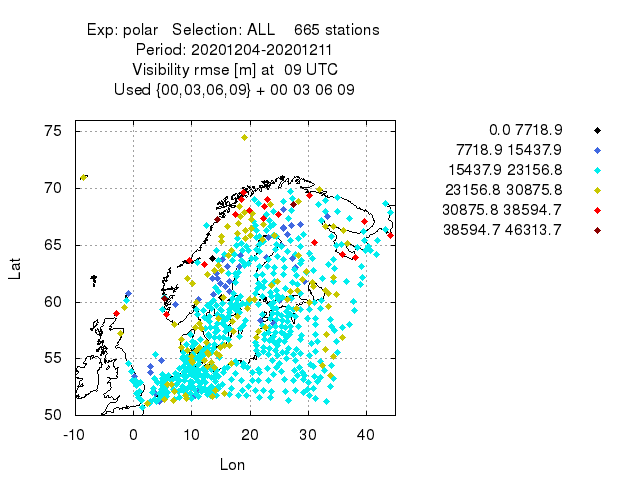 Exp: polar Selection: ALL 665 stations
Period: 20201204-20201211
Visibility rmse [m] at 09 UTC
Used {00,03,06,09} + 00 03 06 09
0.0 7718.9
7718.9 15437.9
15437.9 23156.8
23156.8 30875.8
30875.8 38594.7
38594.7 46313.7
75
70
65
60
55
50
Lat
-10 0 10 20 30 40
Lon